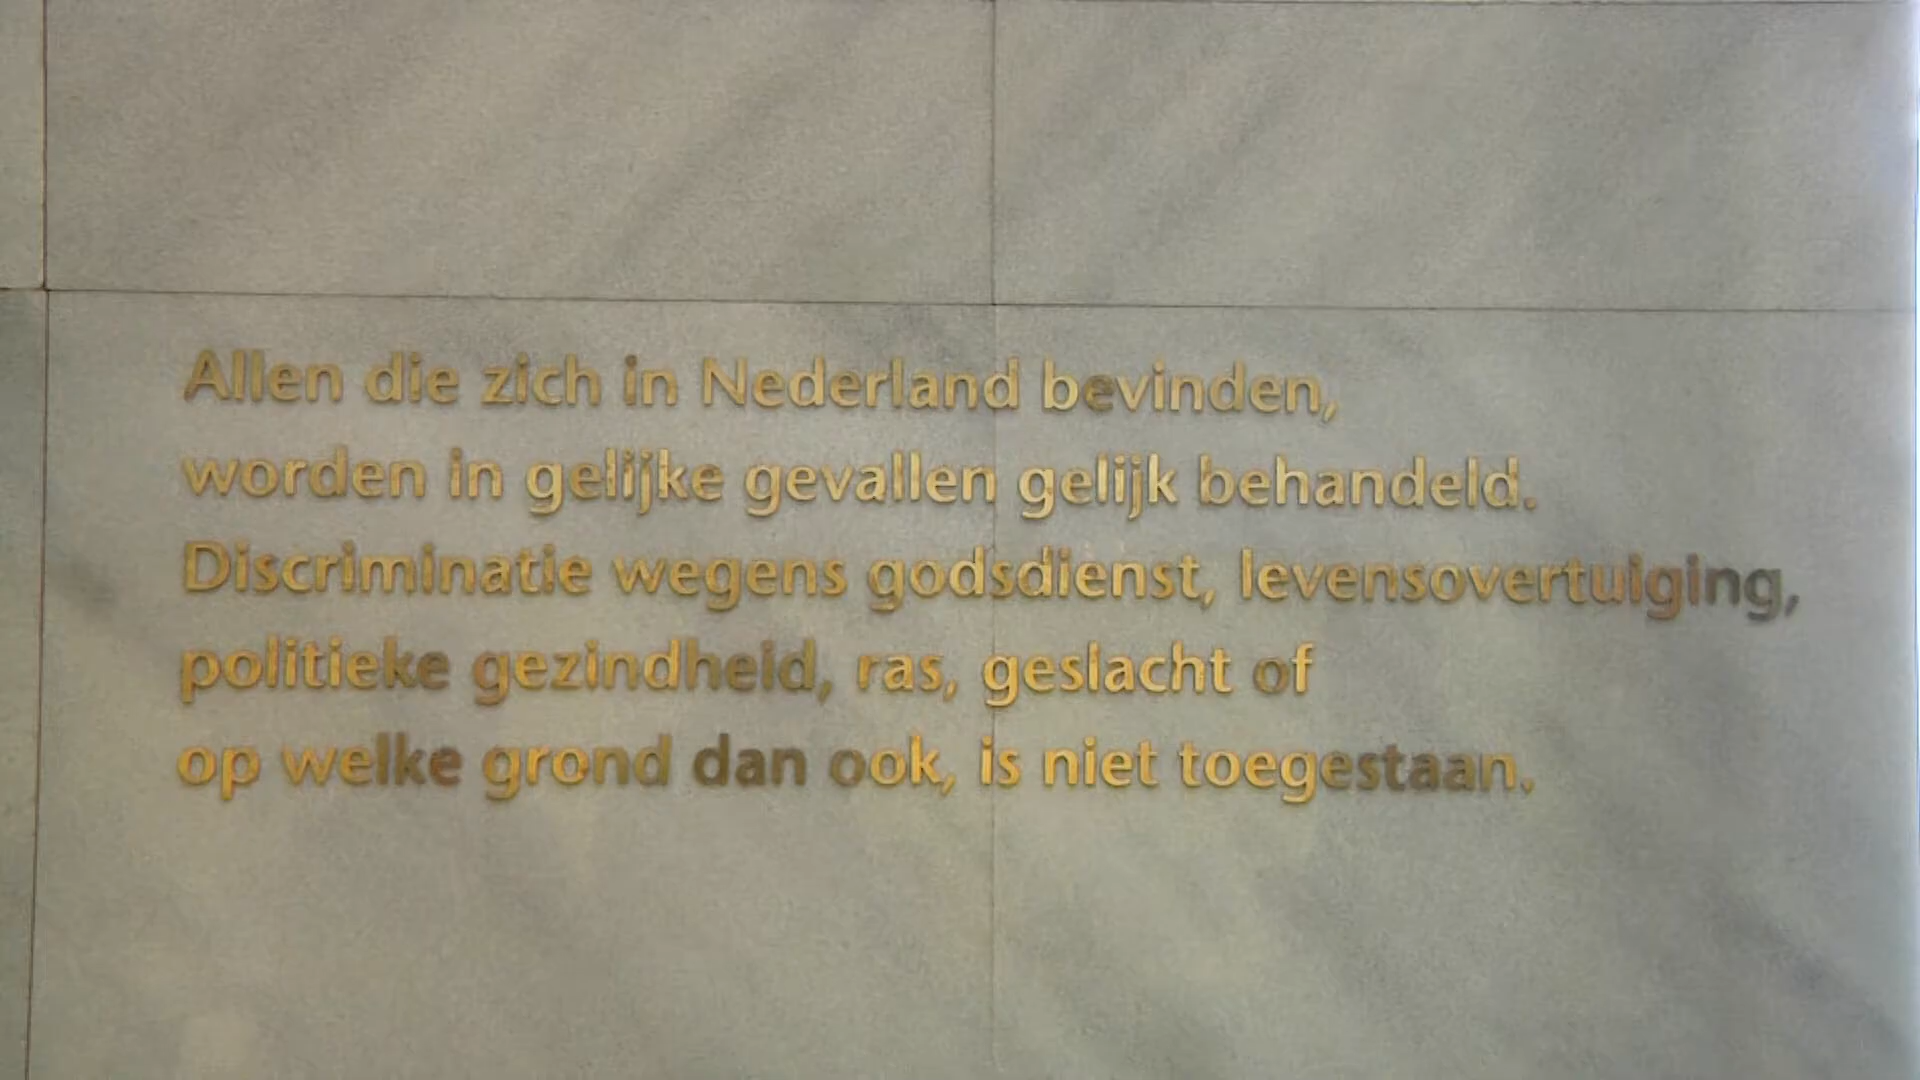 Allen die zich in Nederland bevinden,
worden in gelijke gevallen gelijk behandeld.
Discriminatie wegens godsdienst, levensovertuiging,
politieke gezindheid, ras, geslacht of
op welke grond dan ook, is niet toegestaan.